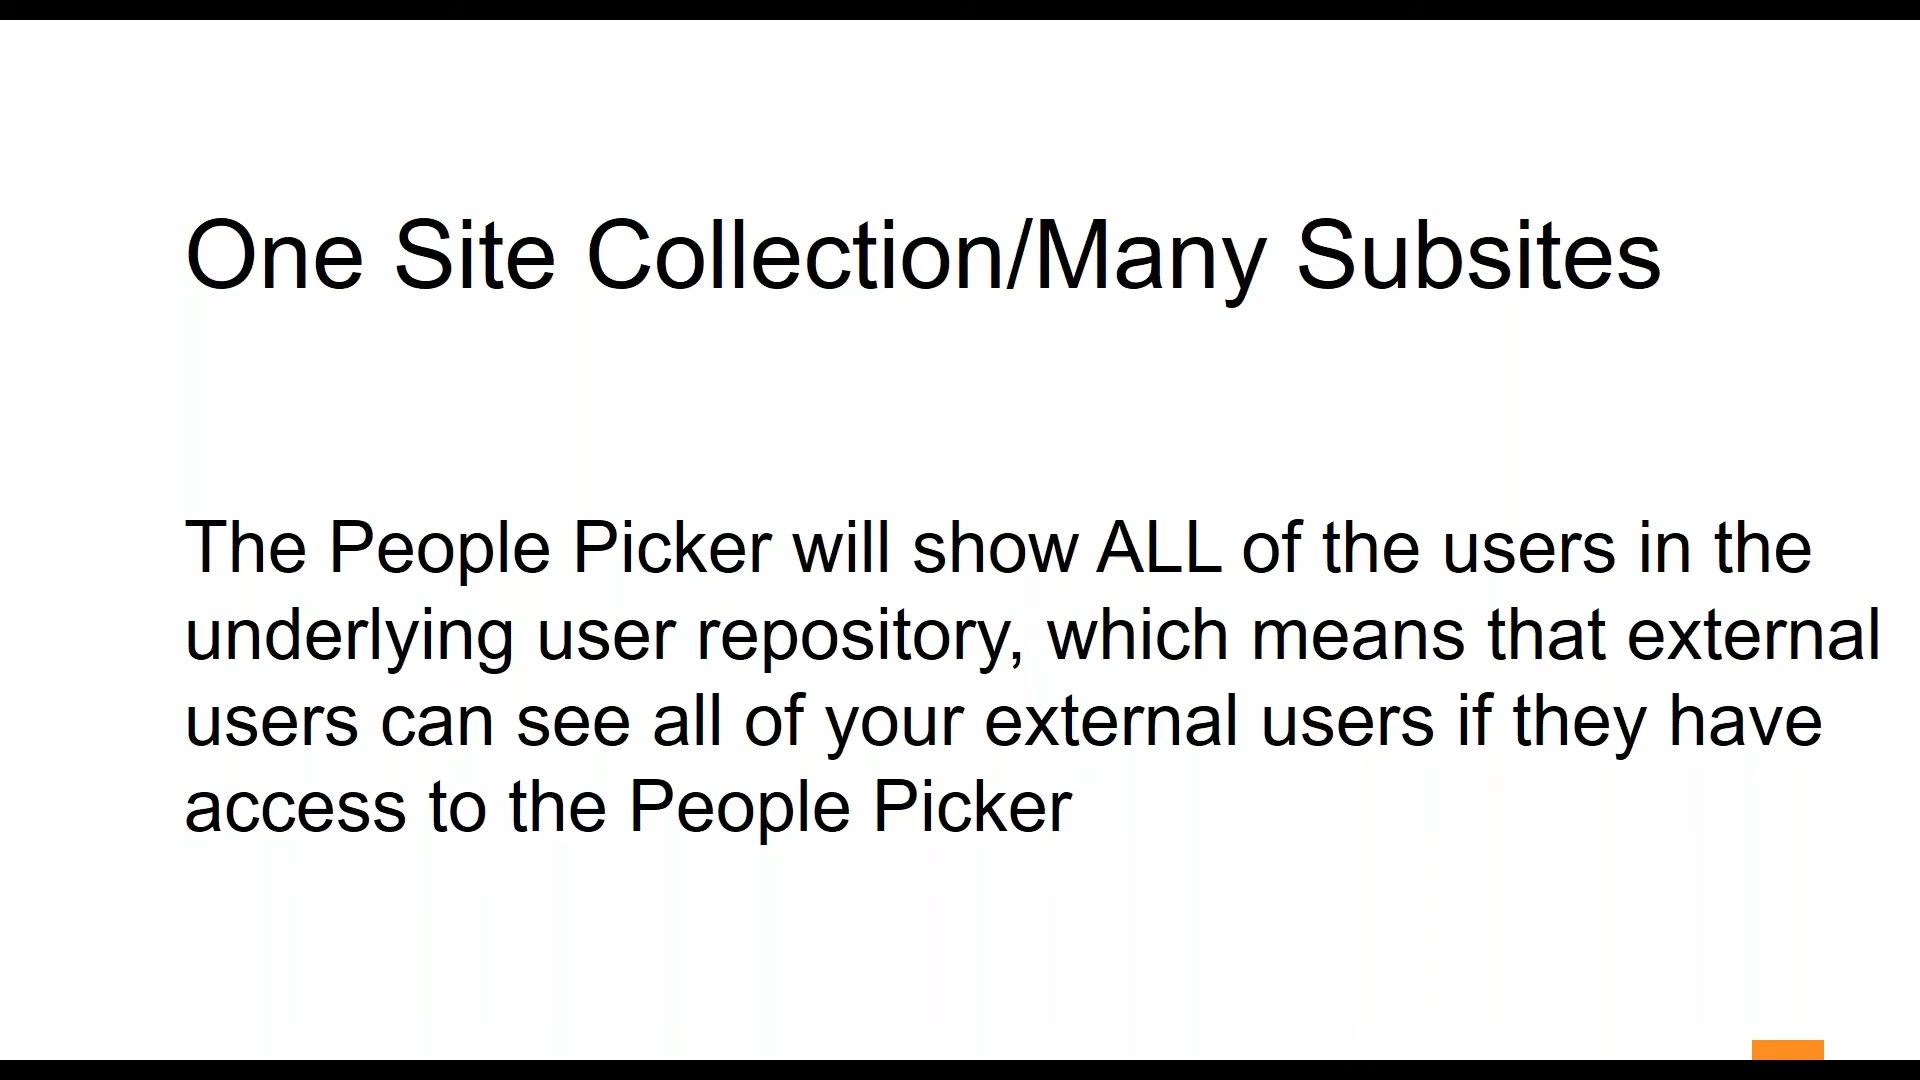 One Site Collection/Many Subsites
The People Picker will show ALL of the users in the
underlying user repository, which means that external
users can see all of your external users if they have
access to the People Picker